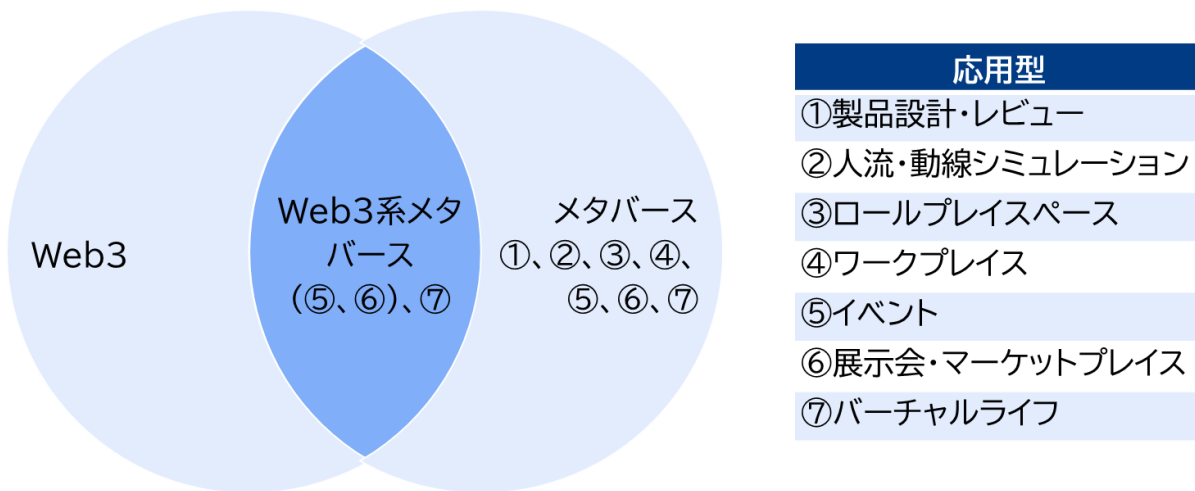 Web3
Web3系メタ
バース
(⑤、⑥)、⑦
メタバース
①、②、③、④、
⑤、⑥、⑦
応用型
①製品設計・レビュー
②人流・動線シミュレーション
③ロールプレイスペース
④ワークプレイス
⑤イベント
⑥展示会・マーケットプレイス
⑦バーチャルライフ